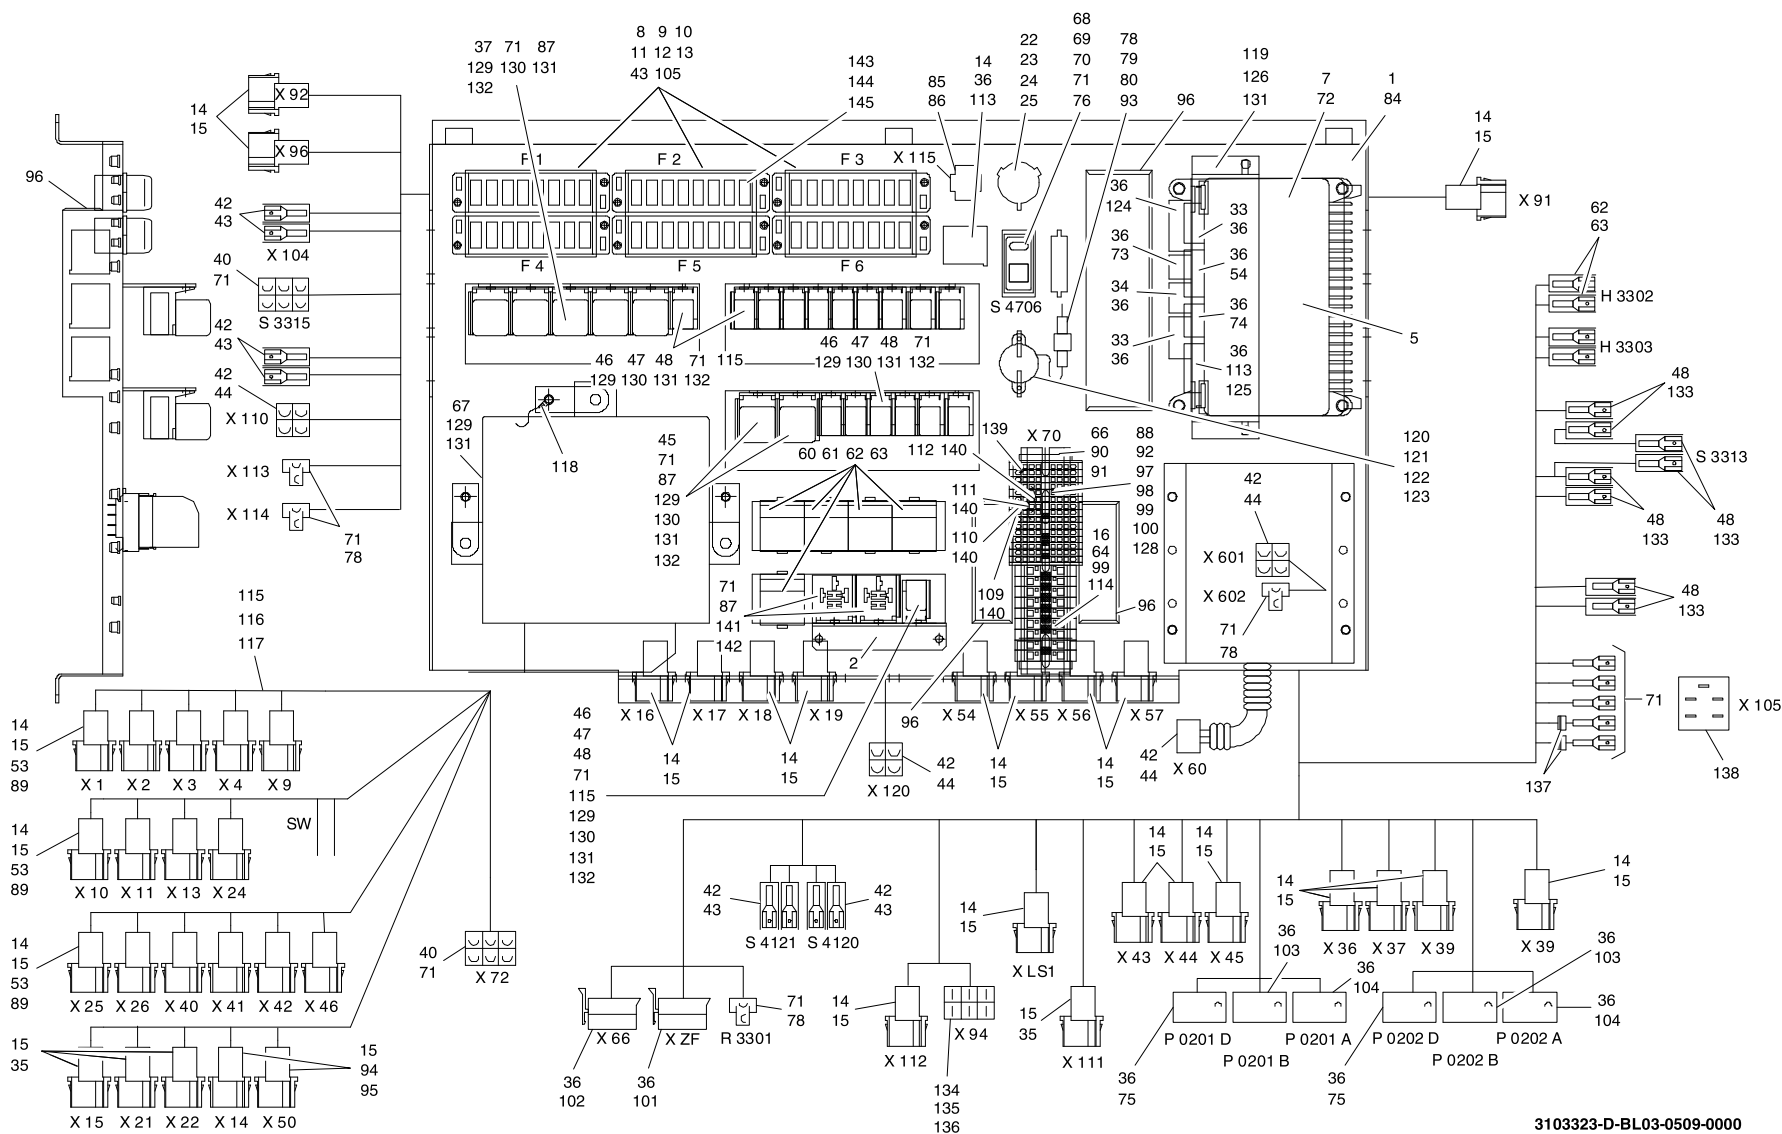 8 9 10
11 12 13
43 105
37 71 87
129 130 131
132
143
144
145
85
86
14
36
113
22
23
24
25
68
69
70
71
76
78
79
80
93
96
119
126
131
7
72
1
84
14
15
X 91
X 92
14
15
X 96
96
42
43
X 104
40
71
S 3315
42
43
42
44
X 110
X 113
X 114
71
78
F 1
F 2
F 3
F 4
F 5
F 6
X 115
S 4706
36
124
36
73
34
36
33
36
33
36
36
54
36
74
36
113
125
5
62
63
H 3302
H 3303
48
133
S 3313
48
133
48
133
48
133
46 47 48 71
129 130 131 132
115
46 47 48 71
129 130 131 132
67
129
131
118
45
71
87
129
130
131
132
60 61 62 63
112 140
139
X 70
66
90
91
88
92
97
98
99
100
128
120
121
122
123
111
140
110
140
109
140
16
64
99
114
96
42
44
X 601
X 602
71
78
71
87
141
142
2
115
116
117
X 16
X 17
X 18
X 19
X 54
X 55
X 56
X 57
96
14
15
14
15
14
15
14
15
42
44
X 120
42
44
X 60
71
137
X 105
138
46
47
48
71
115
129
130
131
132
14
15
53
89
X 1
X 2
X 3
X 4
X 9
SW
14
15
53
89
X 10
X 11
X 13
X 24
14
15
53
89
X 25
X 26
X 40
X 41
X 42
X 46
40
71
X 72
15
35
15
94
95
X 15
X 21
X 22
X 14
X 50
42
43
S 4121
S 4120
42
43
X 66
X ZF
R 3301
71
78
36
102
36
101
14
15
X 112
X 94
134
135
136
14
15
X LS1
15
35
X 111
14
15
14
15
X 43
X 44
X 45
14
15
X 36
X 37
X 39
14
15
X 39
36
103
36
104
P 0201 D
P 0201 B
P 0201 A
36
75
36
103
36
104
P 0202 D
P 0202 B
P 0202 A
36
75
3103323-D-BL03-0509-0000